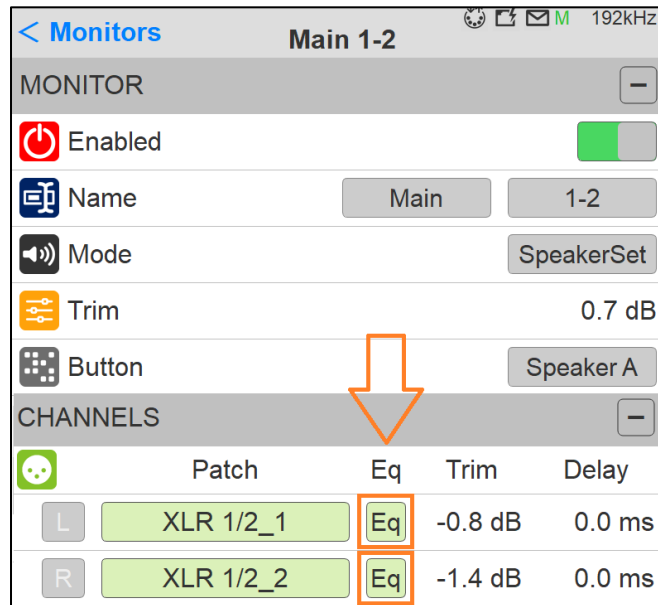 < Monitors Main 1-2 M 192kHz
MONITOR −
Enabled
Name Main 1-2
Mode SpeakerSet
Trim 0.7 dB
Button Speaker A
CHANNELS −
Patch Eq Trim Delay
L XLR 1/2_1 Eq -0.8 dB 0.0 ms
R XLR 1/2_2 Eq -1.4 dB 0.0 ms